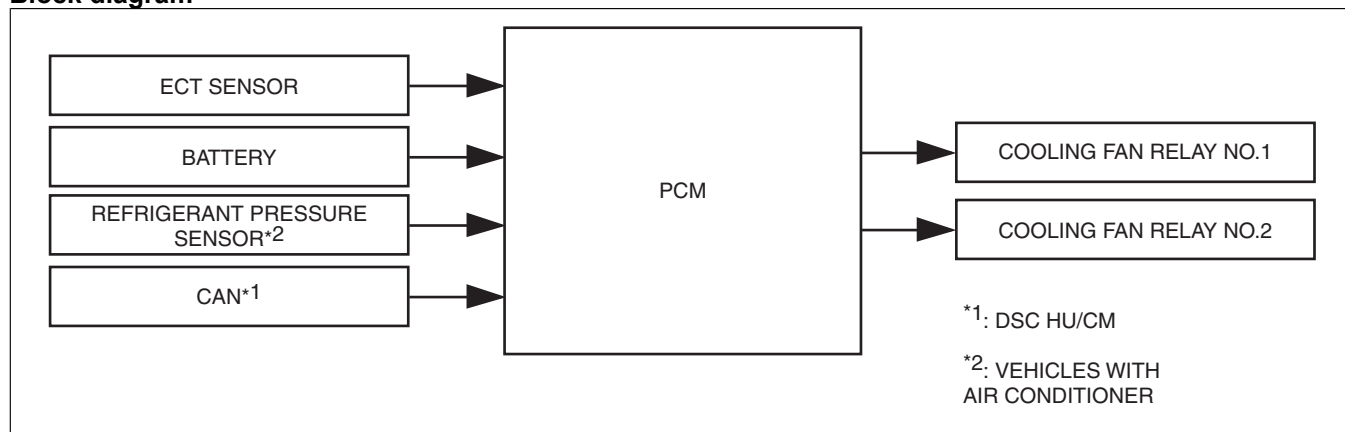 Block diagram
ECT SENSOR
BATTERY
REFRIGERANT PRESSURE
SENSOR*2
CAN*1
PCM
COOLING FAN RELAY NO.1
COOLING FAN RELAY NO.2
*1: DSC HU/CM
*2: VEHICLES WITH
AIR CONDITIONER